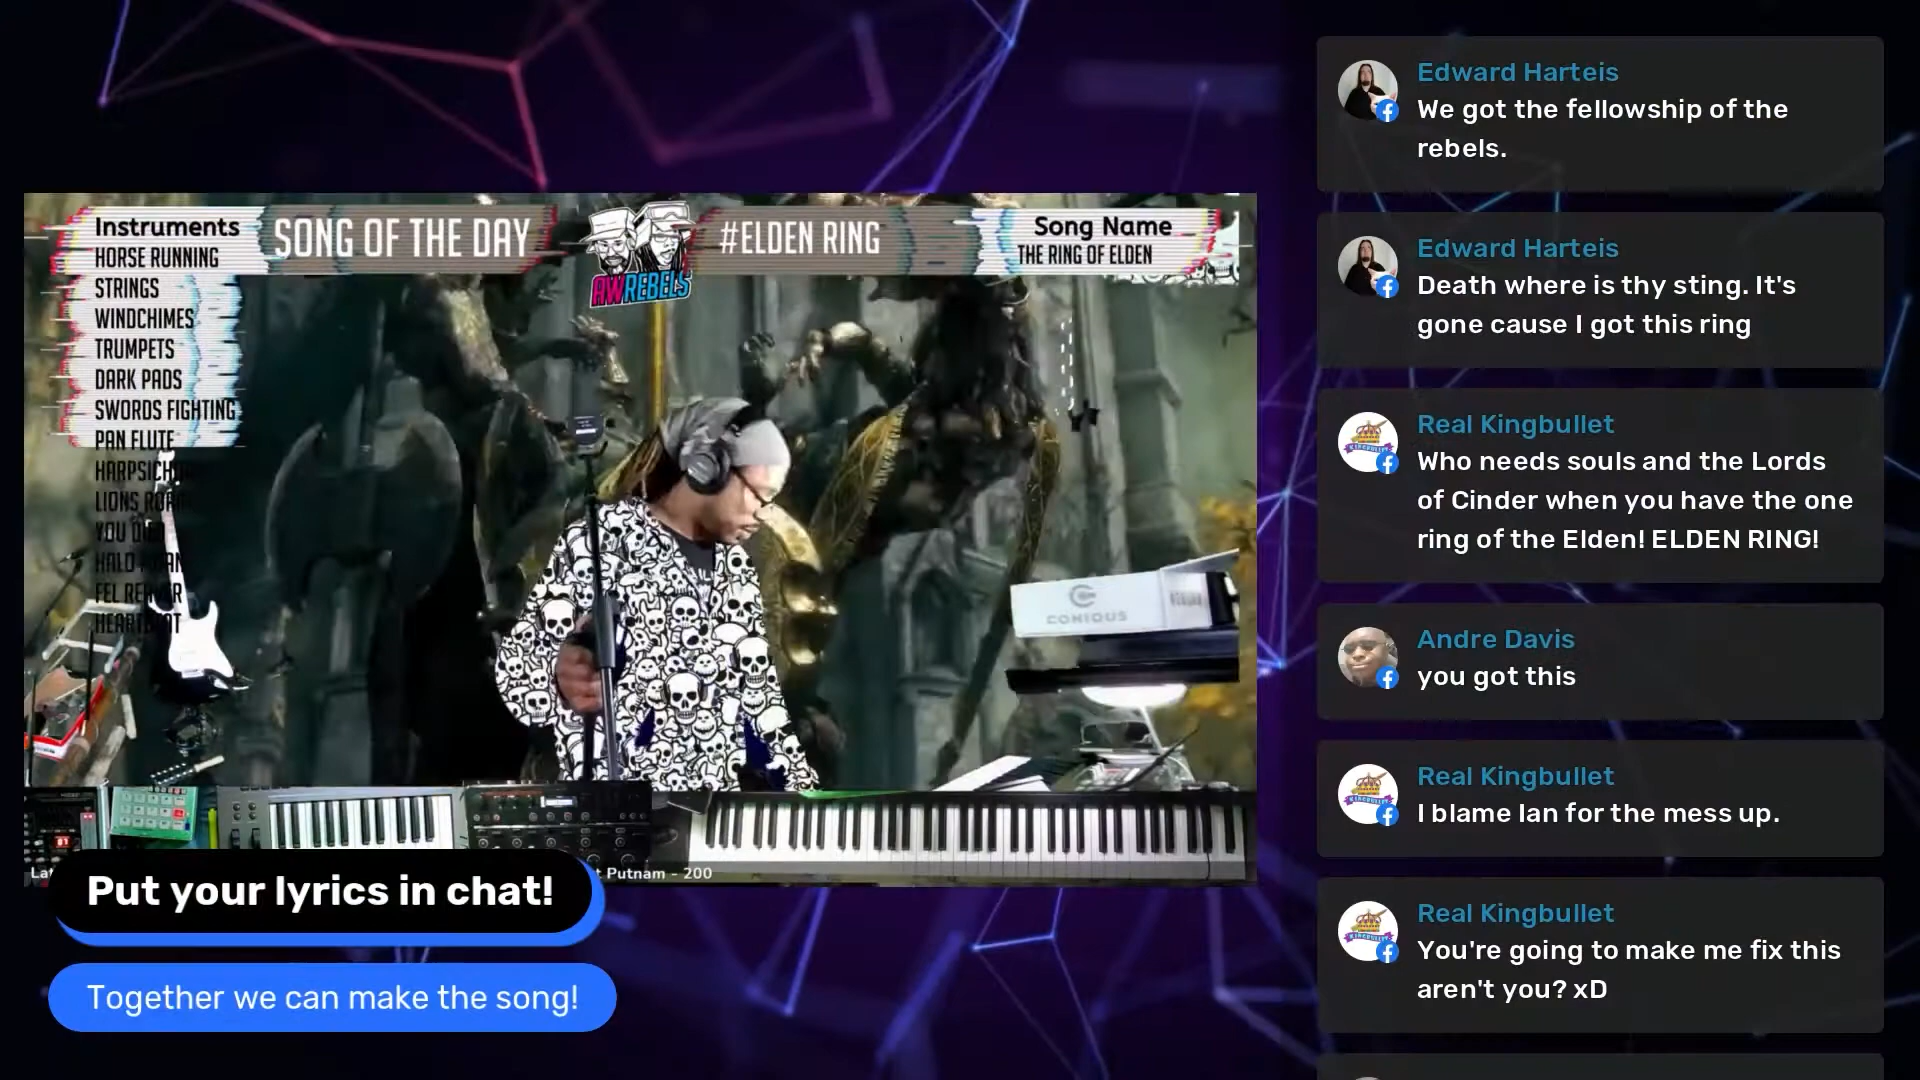 Instruments
HORSE RUNNING
STRINGS
WINDCHIMES
TRUMPETS
DARK PADS
SWORDS FIGHTING
PAN FLUTE
SONG OF THE DAY
AWREBELS
#ELDEN RING
Song Name
THE RING OF ELDEN
CONIOUS
Putnam - 200
Put your lyrics in chat!
Together we can make the song!
Edward Harteis
We got the fellowship of the
rebels.
Edward Harteis
Death where is thy sting. It's
gone cause I got this ring
Real Kingbullet
Who needs souls and the Lords
of Cinder when you have the one
ring of the Elden! ELDEN RING!
Andre Davis
you got this
Real Kingbullet
I blame Ian for the mess up.
Real Kingbullet
You're going to make me fix this
aren't you? xD